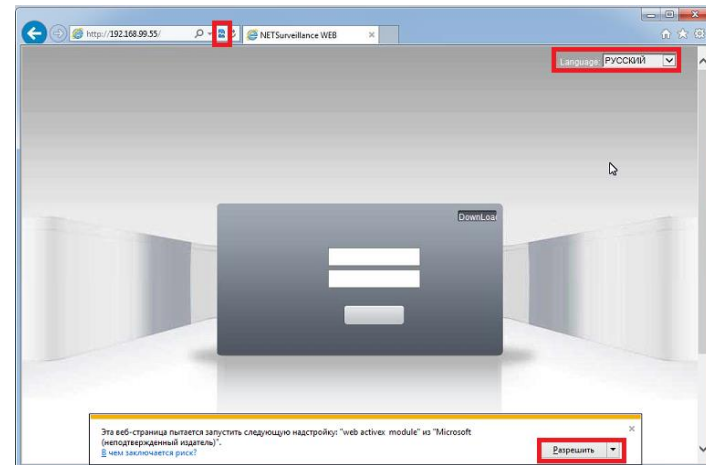 http://192.168.99.55/
NETSurveillance WEB
Language: РУССКИЙ
DownLoa
Эта веб-страница пытается запустить следующую надстройку: "web activex module" из "Microsoft
(неподтвержденный издатель)".
В чем заключается риск?
Разрешить